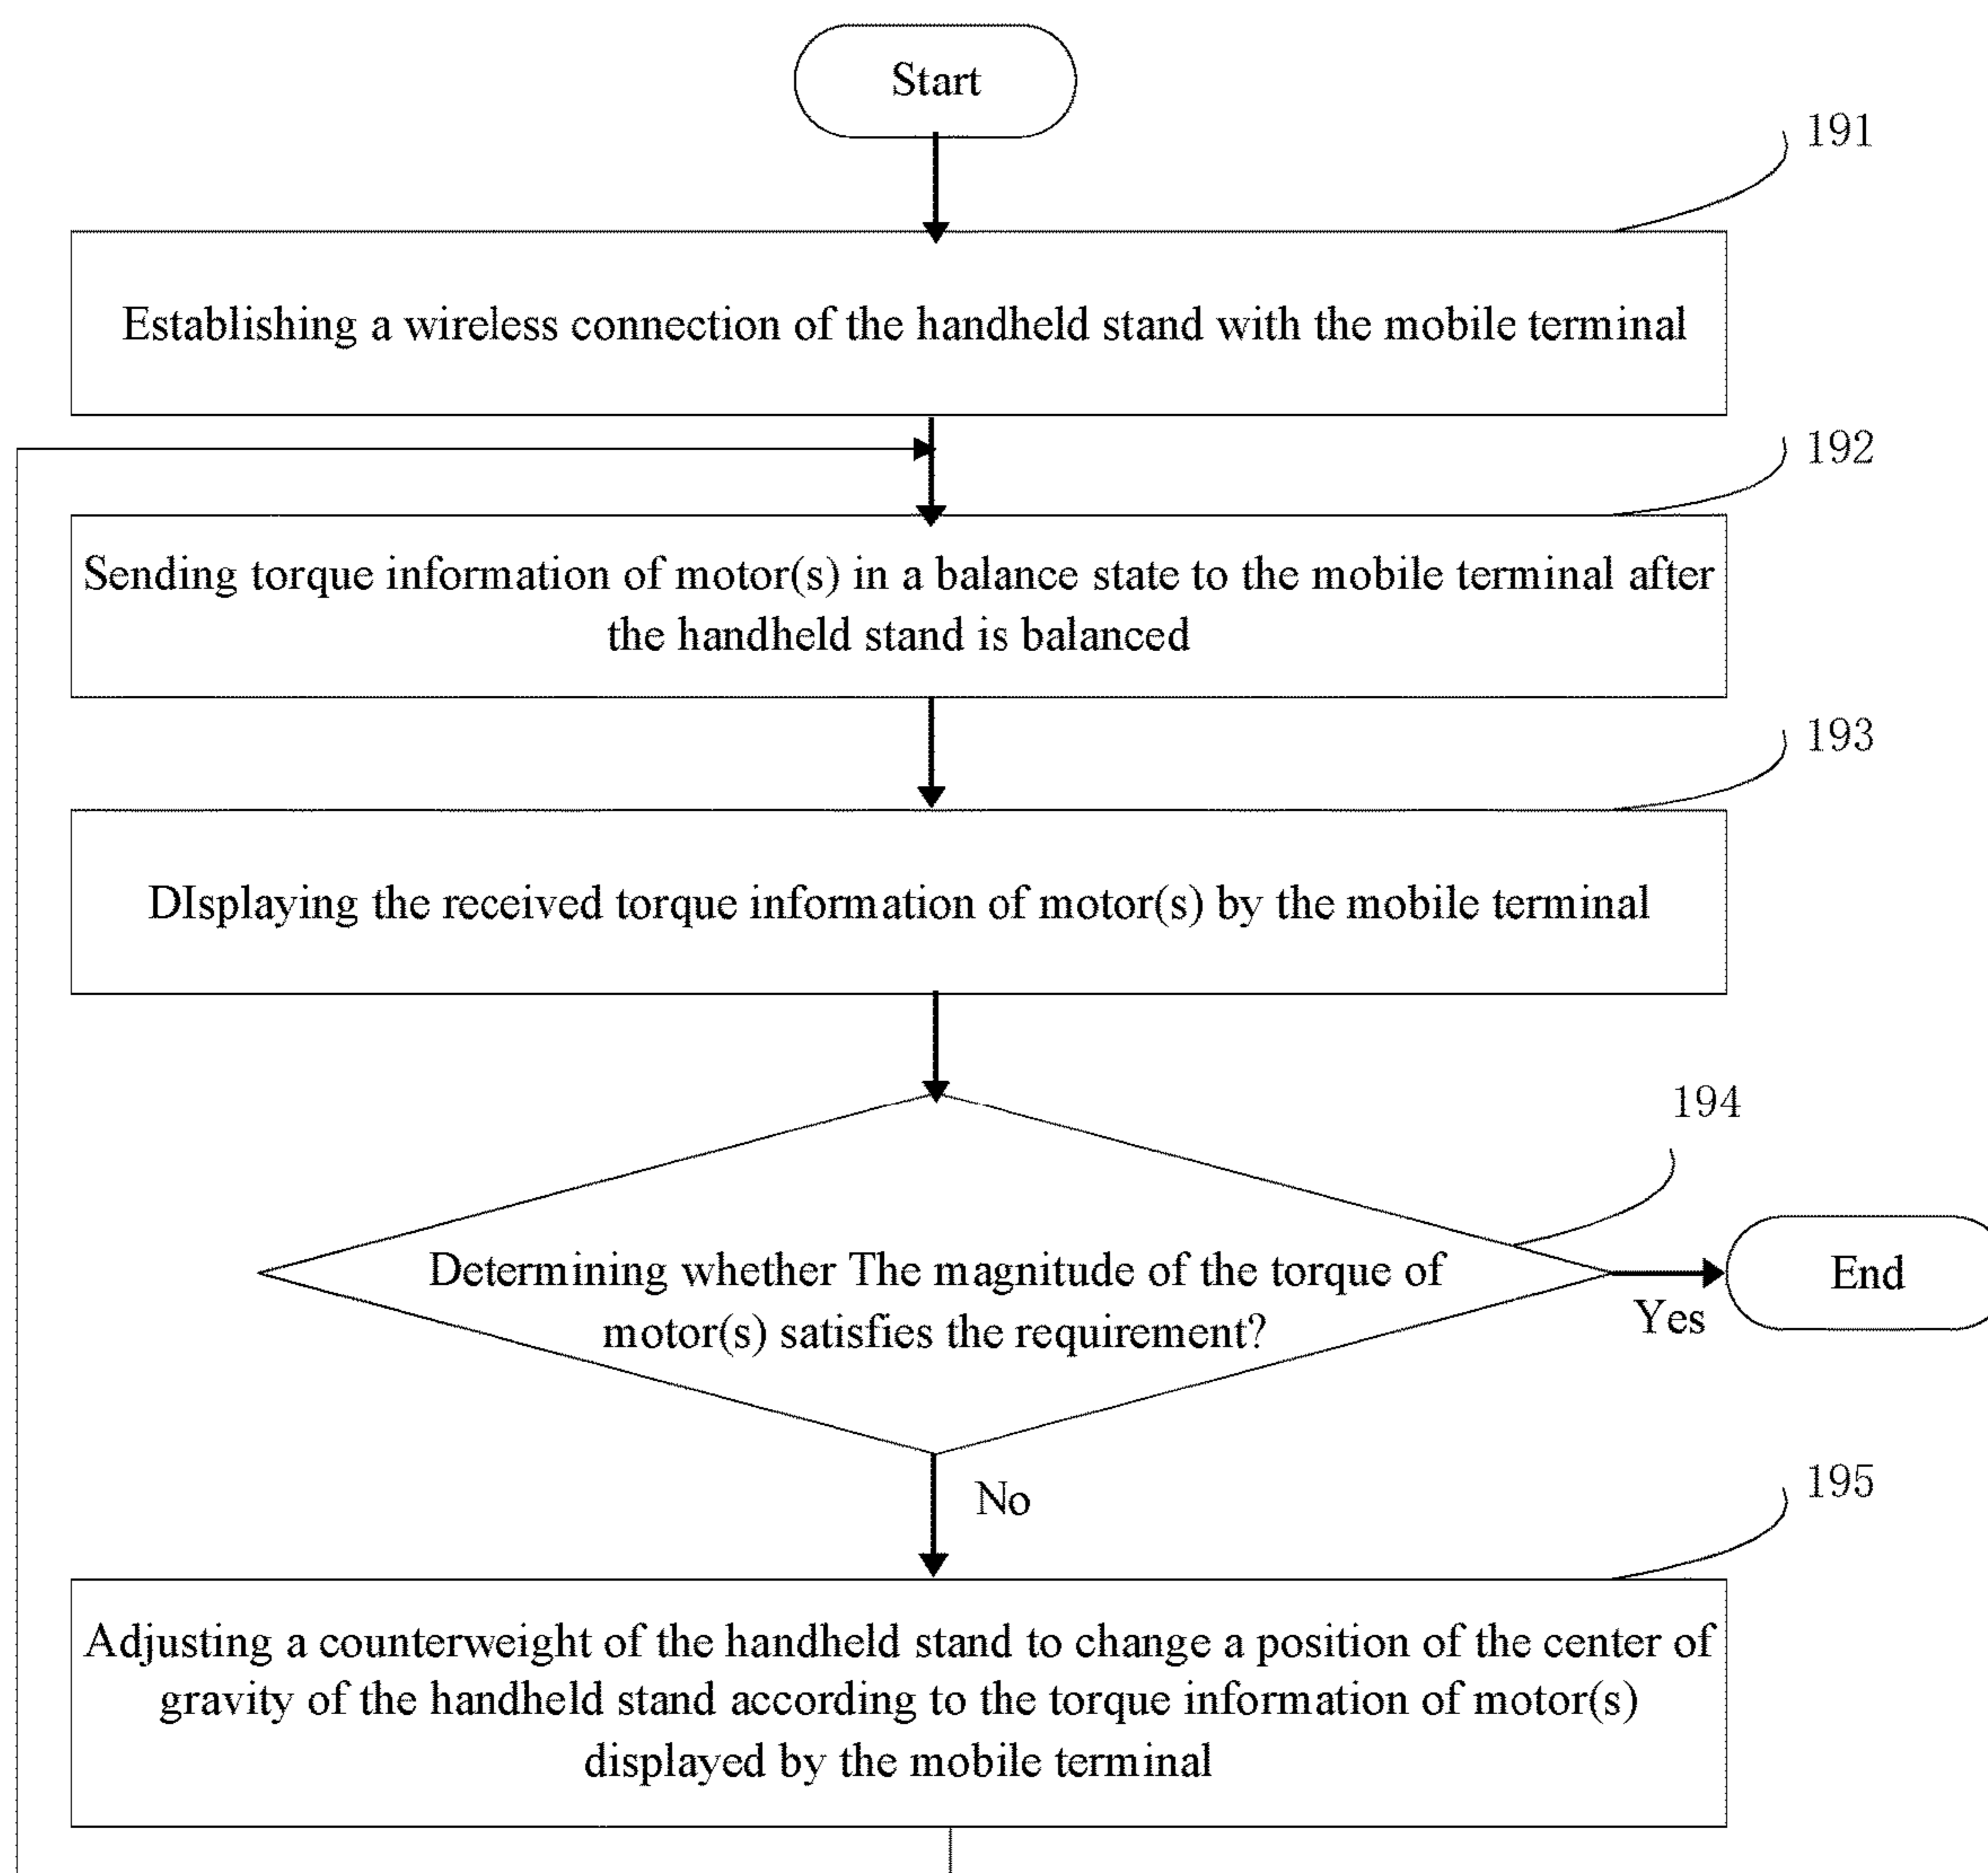 Start
191
Establishing a wireless connection of the handheld stand with the mobile terminal
192
Sending torque information of motor(s) in a balance state to the mobile terminal after
the handheld stand is balanced
193
DIsplaying the received torque information of motor(s) by the mobile terminal
194
Determining whether The magnitude of the torque of
motor(s) satisfies the requirement?
Yes
End
No
195
Adjusting a counterweight of the handheld stand to change a position of the center of
gravity of the handheld stand according to the torque information of motor(s)
displayed by the mobile terminal